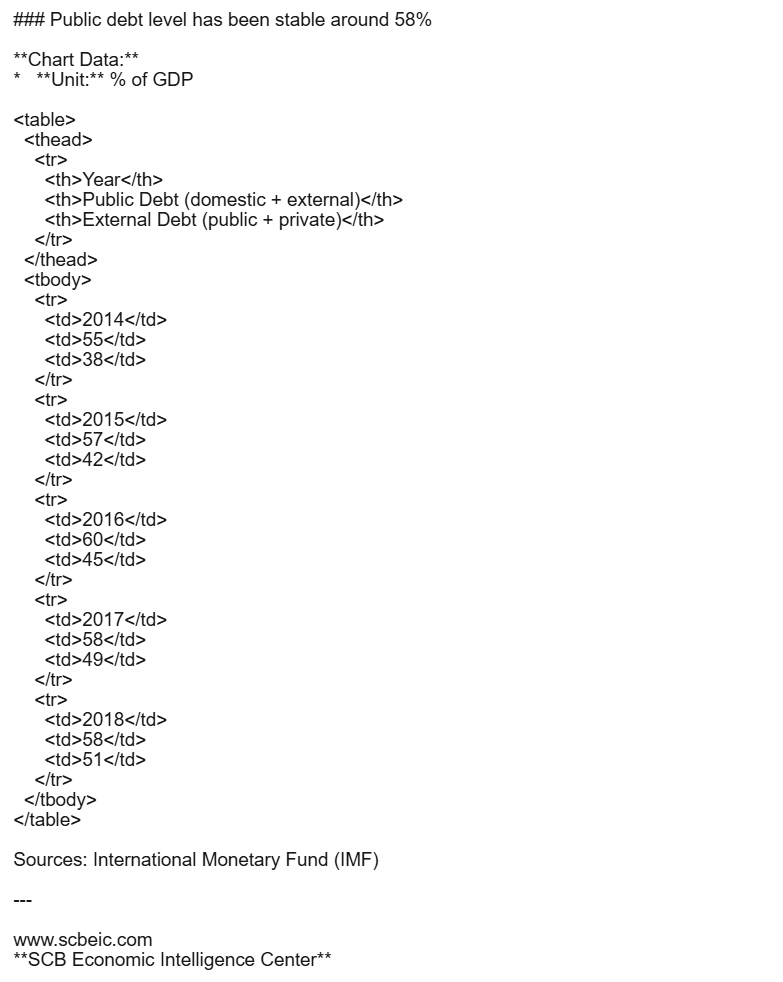 ### Public debt level has been stable around 58%

**Chart Data:**
*   **Unit:** % of GDP

<table>
  <thead>
    <tr>
      <th>Year</th>
      <th>Public Debt (domestic + external)</th>
      <th>External Debt (public + private)</th>
    </tr>
  </thead>
  <tbody>
    <tr>
      <td>2014</td>
      <td>55</td>
      <td>38</td>
    </tr>
    <tr>
      <td>2015</td>
      <td>57</td>
      <td>42</td>
    </tr>
    <tr>
      <td>2016</td>
      <td>60</td>
      <td>45</td>
    </tr>
    <tr>
      <td>2017</td>
      <td>58</td>
      <td>49</td>
    </tr>
    <tr>
      <td>2018</td>
      <td>58</td>
      <td>51</td>
    </tr>
  </tbody>
</table>

Sources: International Monetary Fund (IMF)

---

www.scbeic.com
**SCB Economic Intelligence Center**